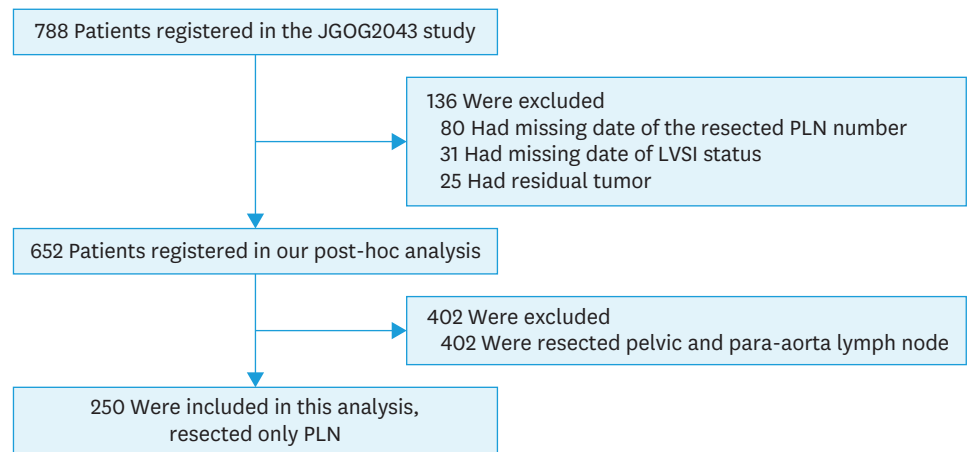 788 Patients registered in the JGOG2043 study
136 Were excluded
80 Had missing date of the resected PLN number
31 Had missing date of LVSI status
25 Had residual tumor
652 Patients registered in our post-hoc analysis
402 Were excluded
402 Were resected pelvic and para-aorta lymph node
250 Were included in this analysis,
resected only PLN